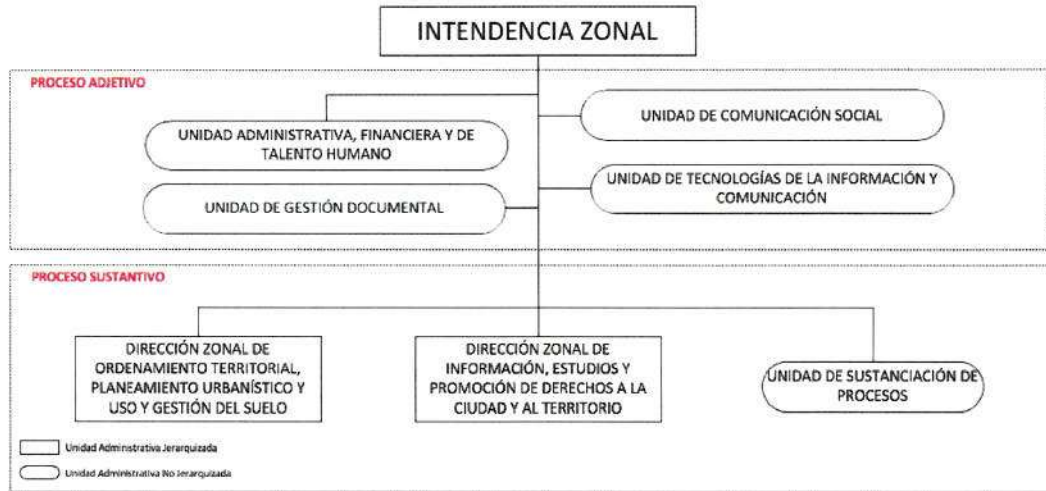 INTENDENCIA ZONAL
PROCESO ADJETIVO
UNIDAD ADMINISTRATIVA, FINANCIERA Y DE
TALENTO HUMANO
UNIDAD DE COMUNICACIÓN SOCIAL
UNIDAD DE GESTIÓN DOCUMENTAL
UNIDAD DE TECNOLOGÍAS DE LA INFORMACIÓN Y
COMUNICACIÓN
PROCESO SUSTANTIVO
DIRECCIÓN ZONAL DE
ORDENAMIENTO TERRITORIAL,
PLANEAMIENTO URBANÍSTICO Y
USO Y GESTIÓN DEL SUELO
DIRECCIÓN ZONAL DE
INFORMACIÓN, ESTUDIOS Y
PROMOCIÓN DE DERECHOS A LA
CIUDAD Y AL TERRITORIO
UNIDAD DE SUSTANCIACIÓN DE
PROCESOS
Unidad Administrativa Jerarquizada
Unidad Administrativa No Jerarquizada